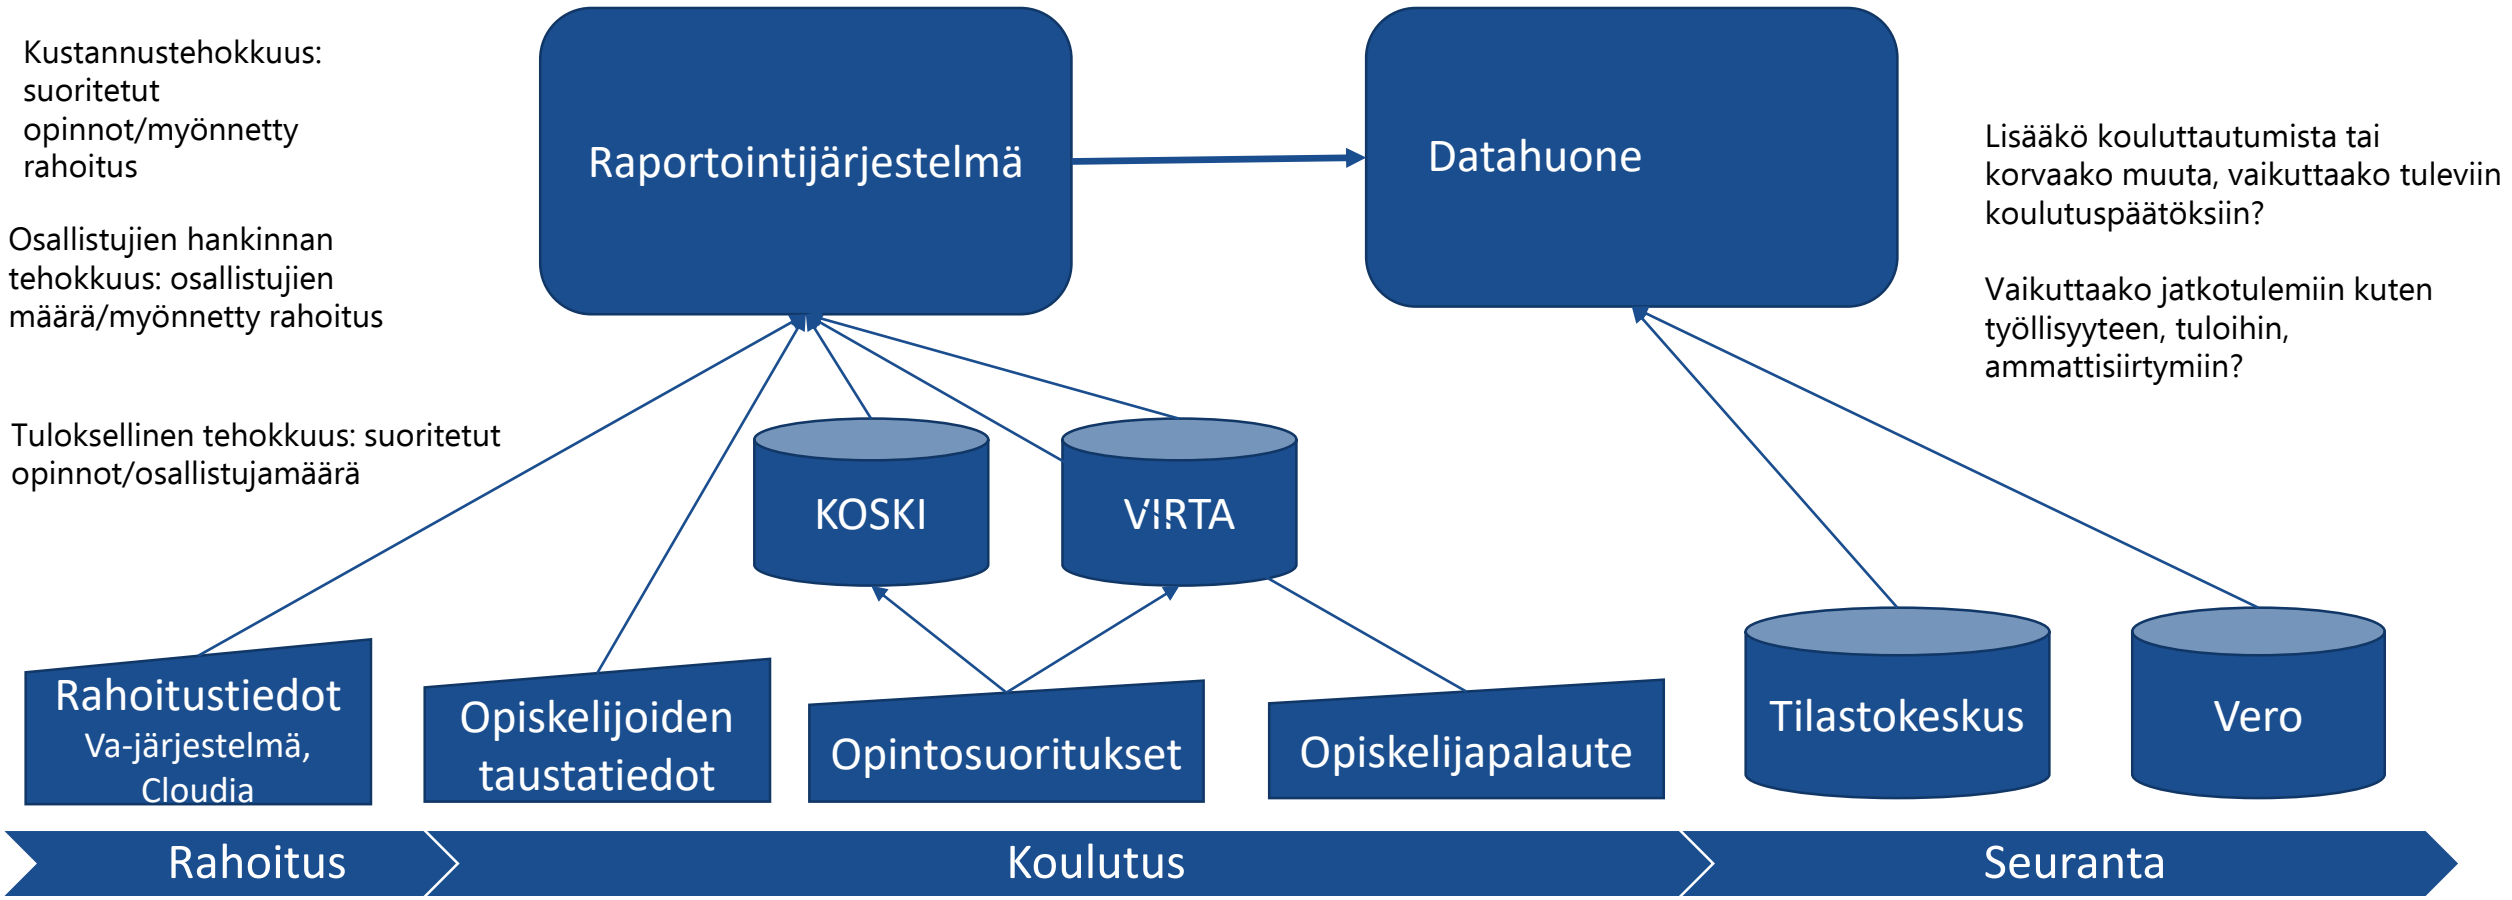 Kustannustehokkuus:
suoritetut
opinnot/myönnetty
rahoitus
Osallistujien hankinnan
tehokkuus: osallistujien
määrä/myönnetty rahoitus
Tuloksellinen tehokkuus: suoritetut
opinnot/osallistujamäärä
Raportointijärjestelmä
Datahuone
Lisääkö kouluttautumista tai
korvaako muuta, vaikuttaako tuleviin
koulutuspäätöksiin?
Vaikuttaako jatkotulemiin kuten
työllisyyteen, tuloihin,
ammattisiirtymiin?
KOSKI
VIRTA
Rahoitustiedot
Va-järjestelmä,
Cloudia
Opiskelijoiden
taustatiedot
Opintosuoritukset
Opiskelijapalaute
Tilastokeskus
Vero
Rahoitus
Koulutus
Seuranta